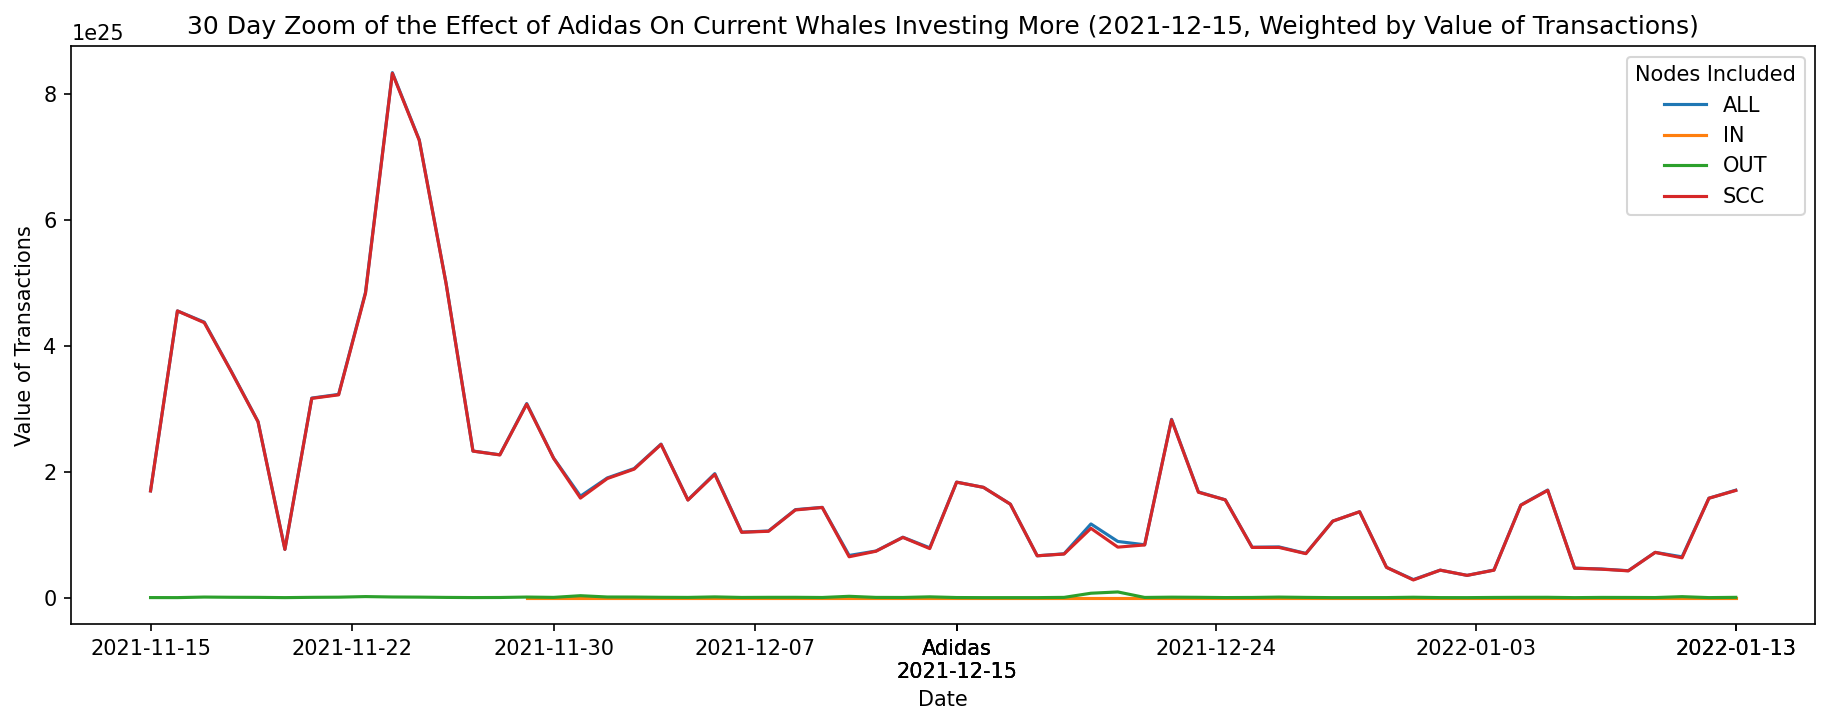 30 Day Zoom of the Effect of Adidas On Current Whales Investing More (2021-12-15, Weighted by Value of Transactions)
1e25
Nodes Included
ALL
IN
OUT
SCC
8
6
4
2
0
Value of Transactions
2021-11-15 2021-11-22 2021-11-30 2021-12-07 Adidas 2021-12-24 2022-01-03 2022-01-13
2021-12-15
Date